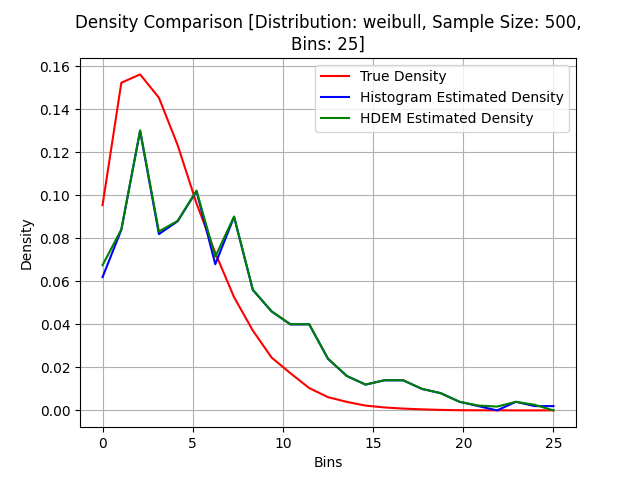 Density Comparison [Distribution: weibull, Sample Size: 500,
Bins: 25]
True Density
Histogram Estimated Density
HDEM Estimated Density
Density
0.16
0.14
0.12
0.10
0.08
0.06
0.04
0.02
0.00
0 5 10 15 20 25
Bins